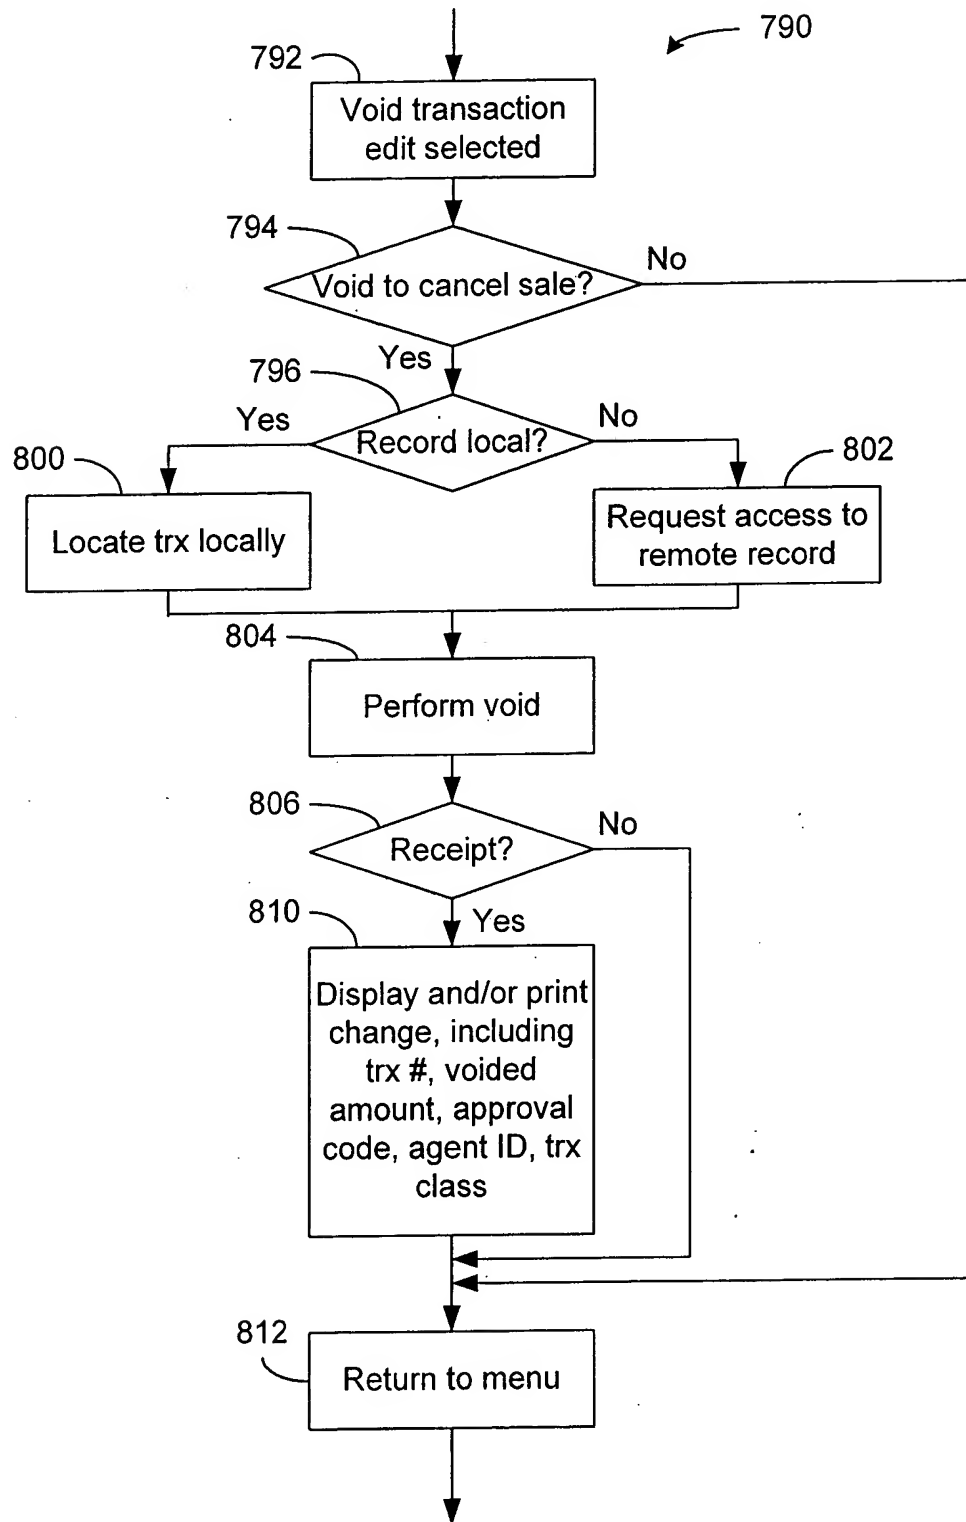 790
792
Void transaction
edit selected
794
Void to cancel sale?
No
Yes
796
Record local?
Yes
No
800
Locate trx locally
802
Request access to
remote record
804
Perform void
806
Receipt?
No
Yes
810
Display and/or print
change, including
trx #, voided
amount, approval
code, agent ID, trx
class
812
Return to menu